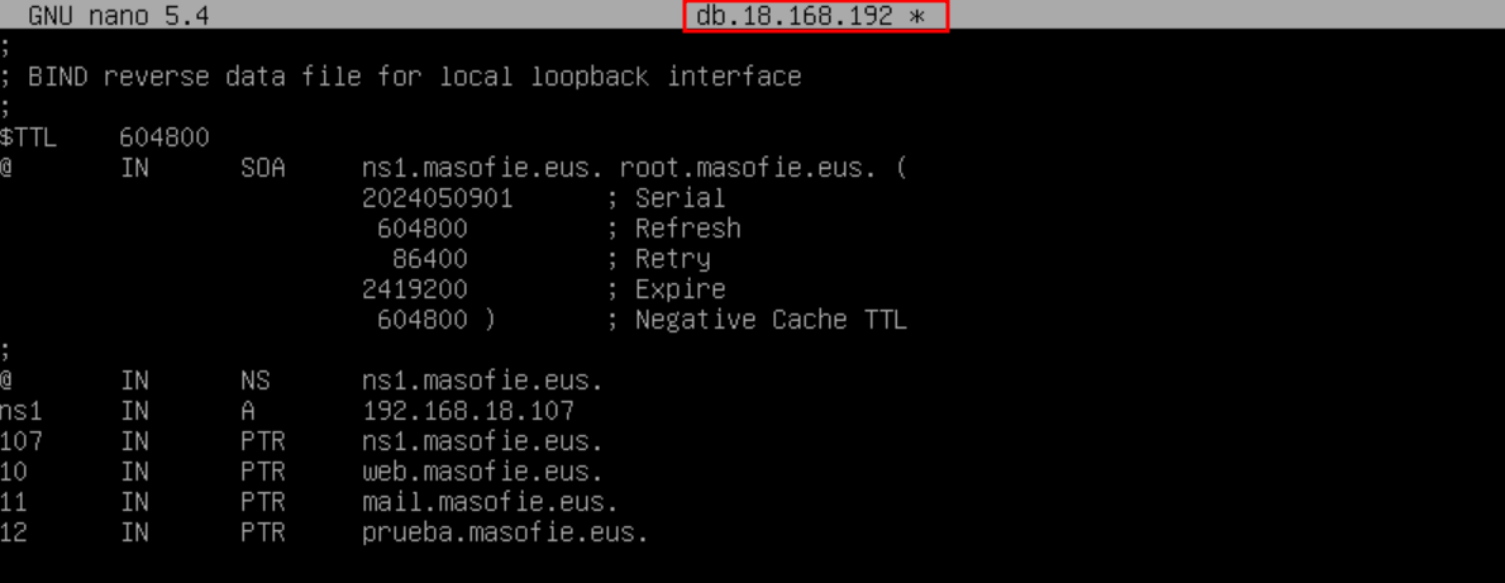 GNU nano 5.4 db.18.168.192 *
;
; BIND reverse data file for local loopback interface
;
$TTL 604800
@ IN SOA ns1.masofie.eus. root.masofie.eus. (
2024050901 ; Serial
604800 ; Refresh
86400 ; Retry
2419200 ; Expire
604800 ) ; Negative Cache TTL
;
@ IN NS ns1.masofie.eus.
ns1 IN A 192.168.18.107
107 IN PTR ns1.masofie.eus.
10 IN PTR web.masofie.eus.
11 IN PTR mail.masofie.eus.
12 IN PTR prueba.masofie.eus.